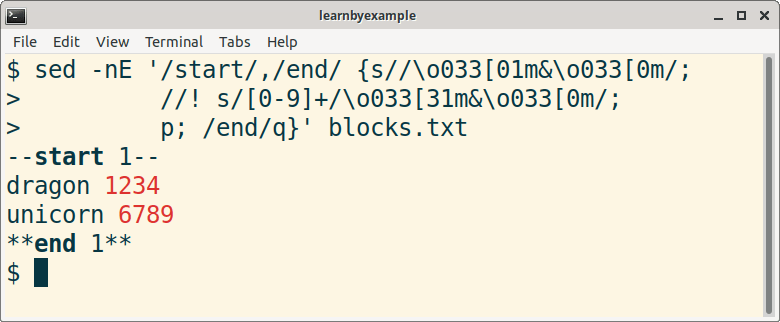 learnbyexample
File Edit View Terminal Tabs Help
$ sed -nE '/start/,/end/ {s//\o033[01m&\o033[0m/;
>          //! s/[0-9]+/\o033[31m&\o033[0m/;
>          p; /end/q}' blocks.txt
--start 1--
dragon 1234
unicorn 6789
**end 1**
$